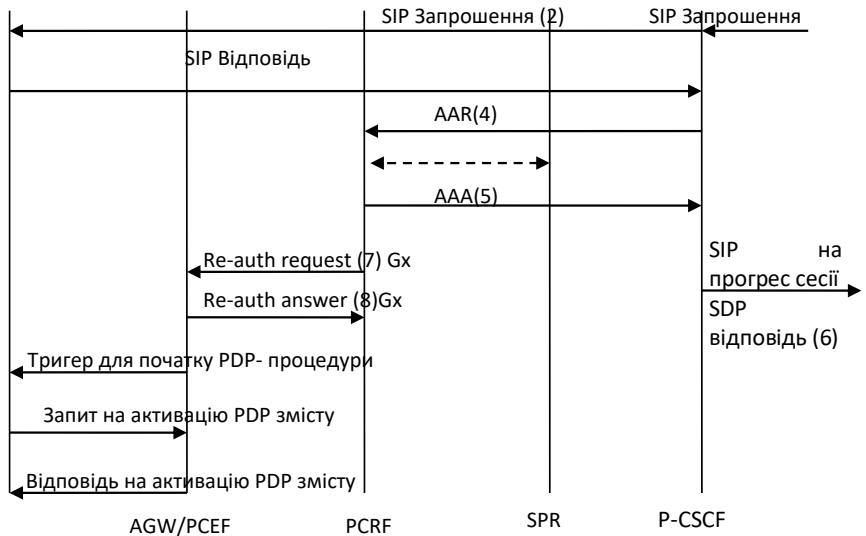 SIP Запрошення (2)
SIP Запрошення
SIP Відповідь
AAR(4)
AAA(5)
Re-auth request (7) Gx
Re-auth answer (8)Gx
SIP на
прогрес сесії
SDP
відповідь (6)
Тригер для початку PDP- процедури
Запит на активацію PDP змісту
Відповідь на активацію PDP змісту
AGW/PCEF
PCRF
SPR
P-CSCF